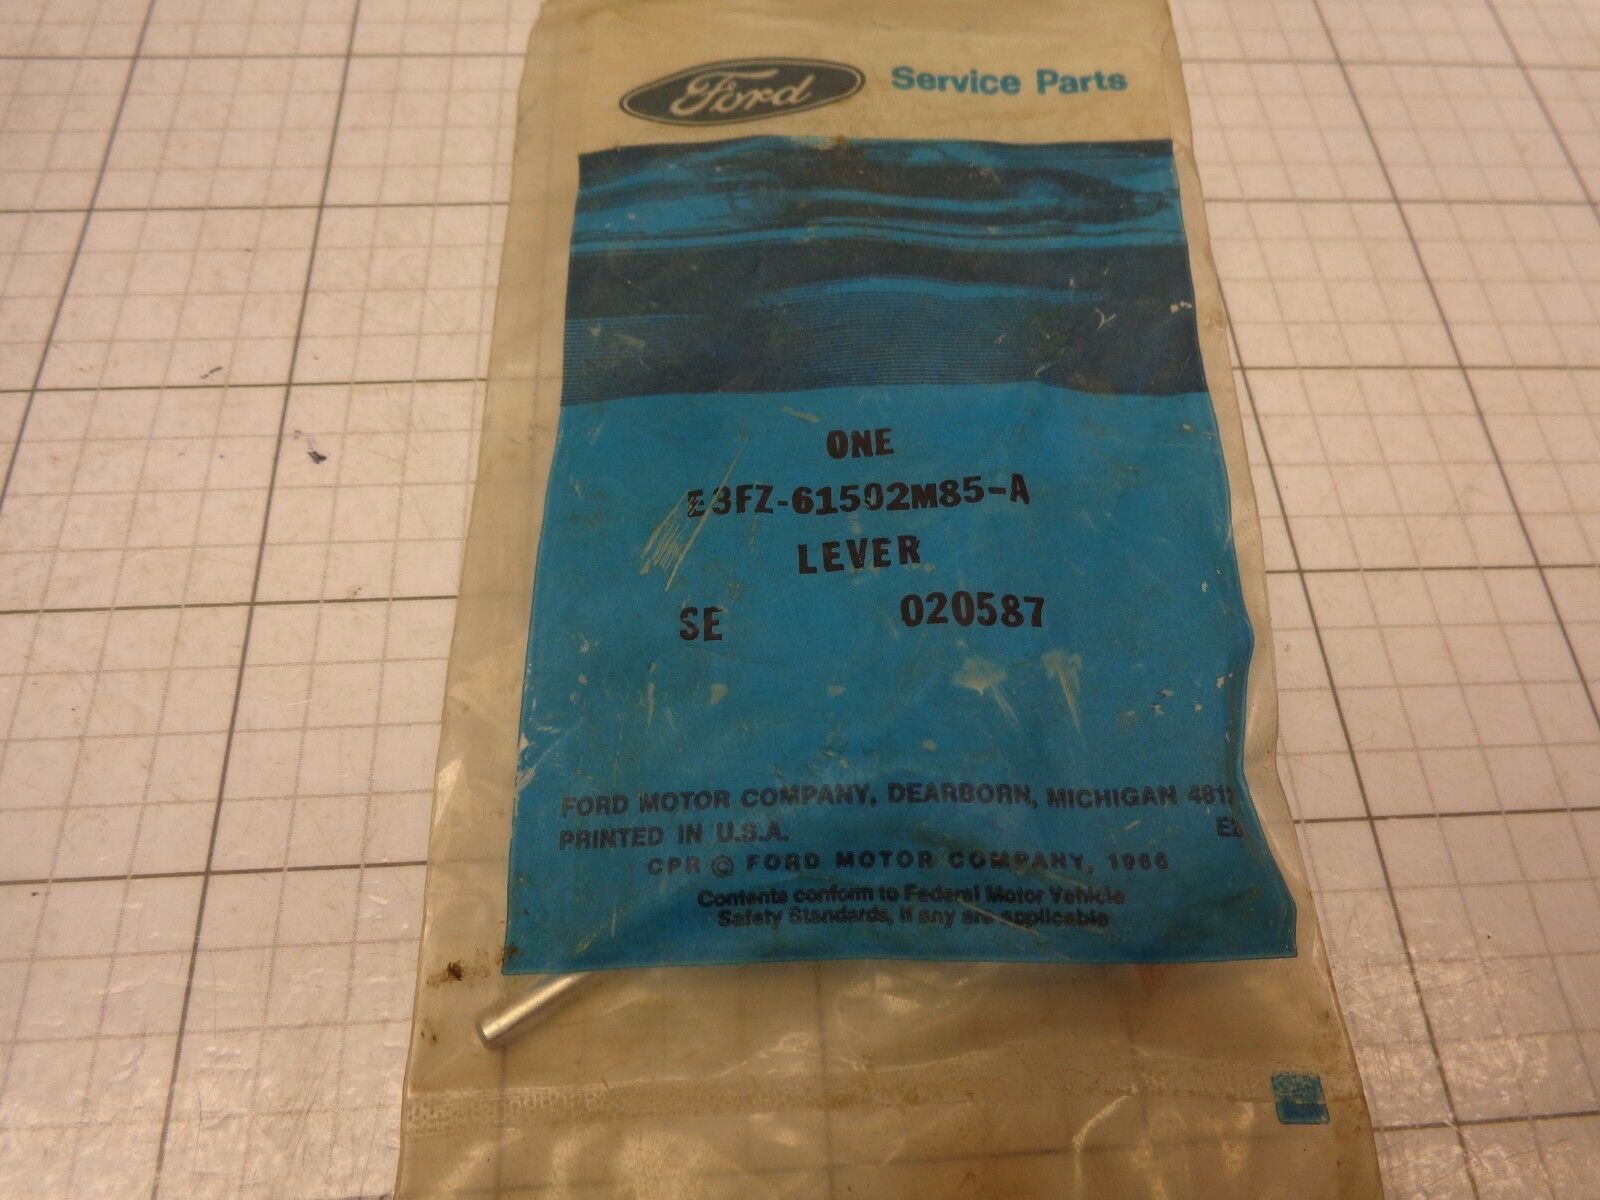 Ford Service Parts
ONE
E3FZ-61502M85-A
LEVER
SE 020587
FORD MOTOR COMPANY, DEARBORN, MICHIGAN
PRINTED IN U.S.A.
CPR © FORD MOTOR COMPANY, 1986
Contents conform to Federal Motor Vehicle
Safety Standards, if any are applicable